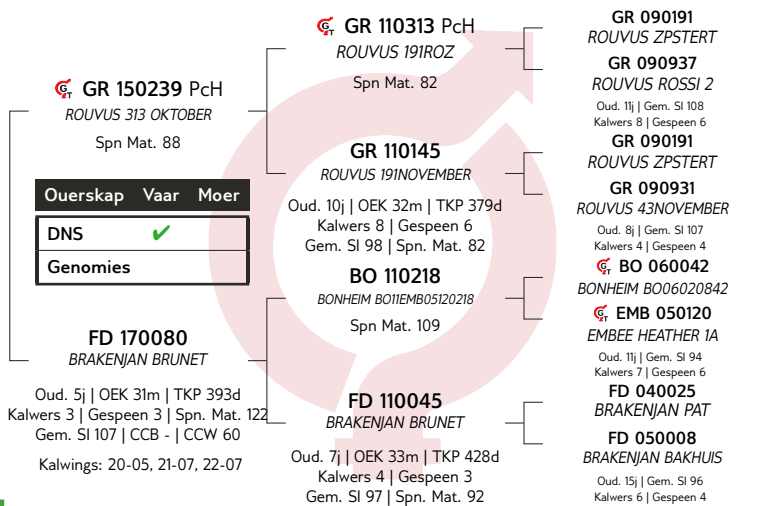 GT GR 150239 PcH
ROUVUS 313 OKTOBER
Spn Mat. 88
Ouerskap Vaar Moer
DNS ✔
Genomies
FD 170080
BRAKENJAN BRUNET
Oud. 5j | OEK 31m | TKP 393d
Kalwers 3 | Gespeen 3 | Spn. Mat. 122
Gem. SI 107 | CCB - | CCW 60
Kalwings: 20-05, 21-07, 22-07
GT GR 110313 PcH
ROUVUS 191ROZ
Spn Mat. 82
GR 110145
ROUVUS 191NOVEMBER
Oud. 10j | OEK 32m | TKP 379d
Kalwers 8 | Gespeen 6
Gem. SI 98 | Spn. Mat. 82
BO 110218
BONHEIM BO11EMB05120218
Spn Mat. 109
FD 110045
BRAKENJAN BRUNET
Oud. 7j | OEK 33m | TKP 428d
Kalwers 4 | Gespeen 3
Gem. SI 97 | Spn. Mat. 92
GR 090191
ROUVUS ZPSTERT
GR 090937
ROUVUS ROSSI 2
Oud. 11j | Gem. SI 108
Kalwers 8 | Gespeen 6
GR 090191
ROUVUS ZPSTERT
GR 090931
ROUVUS 43NOVEMBER
Oud. 8j | Gem. SI 107
Kalwers 4 | Gespeen 4
GT BO 060042
BONHEIM BO06020842
GT EMB 050120
EMBEE HEATHER 1A
Oud. 11j | Gem. SI 94
Kalwers 7 | Gespeen 6
FD 040025
BRAKENJAN PAT
FD 050008
BRAKENJAN BAKHUIS
Oud. 15j | Gem. SI 96
Kalwers 6 | Gespeen 4